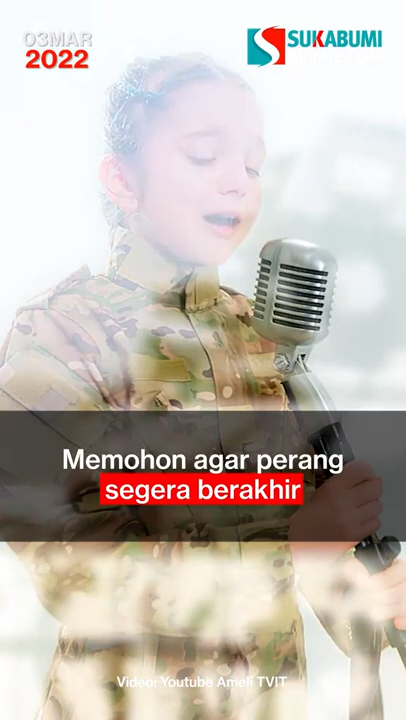 03MAR
2022
SUKABUMI
Memohon agar perang
segera berakhir
Video: Youtube Ameli TVIT